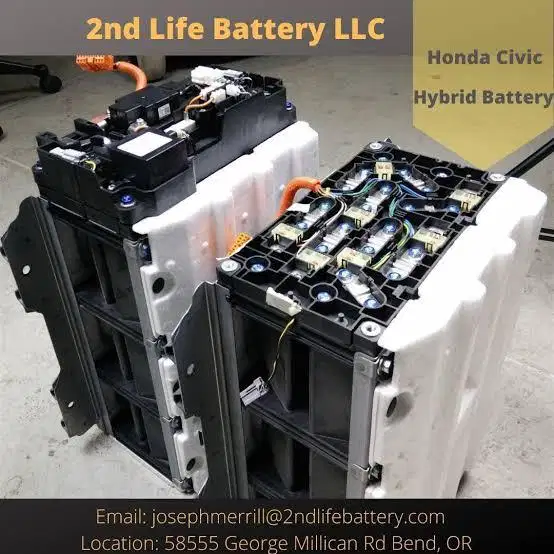 2nd Life Battery LLC
Honda Civic
Hybrid Battery
Email: josephmerrill@2ndlifebattery.com
Location: 58555 George Millican Rd Bend, OR